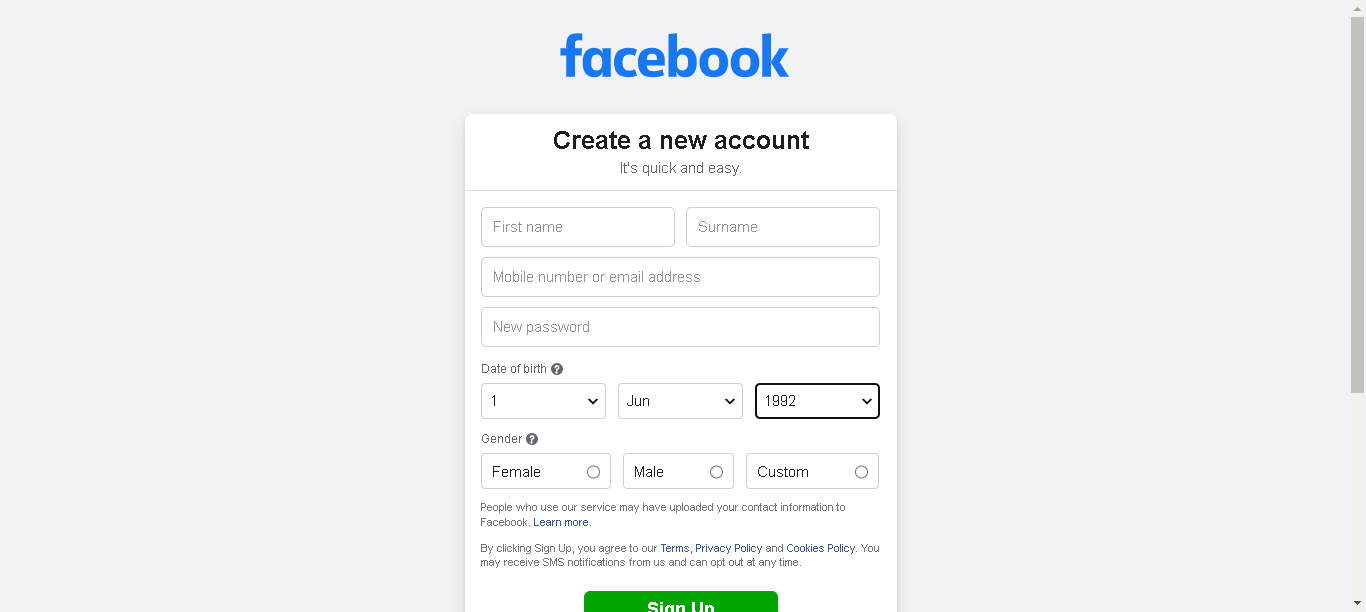 facebook
Create a new account
It's quick and easy.
First name Surname
Mobile number or email address
New password
Date of birth ?
1 Jun 1992
Gender ?
Female Male Custom
People who use our service may have uploaded your contact information to
Facebook. Learn more.
By clicking Sign Up, you agree to our Terms, Privacy Policy and Cookies Policy. You
may receive SMS notifications from us and can opt out at any time.
Sign Up